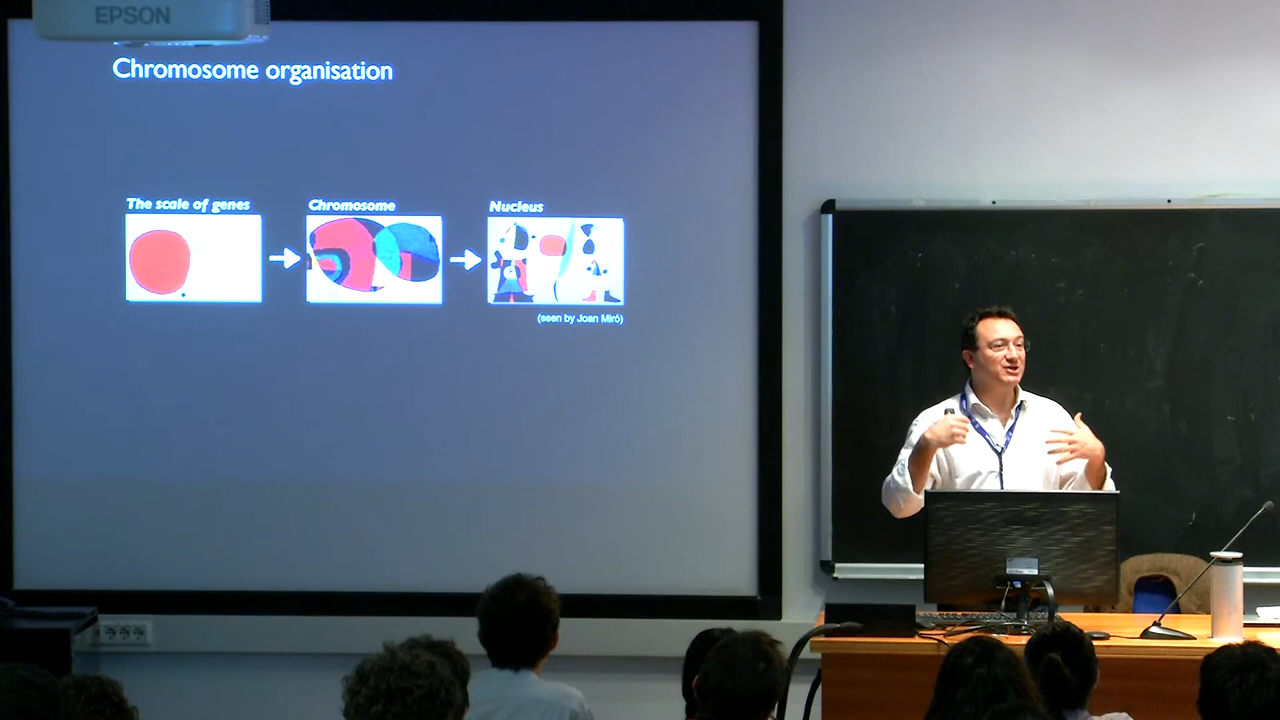 EPSON
Chromosome organisation
The scale of genes
Chromosome
Nucleus
(seen by Joan Miró)